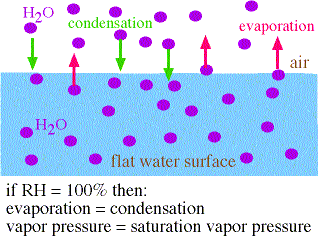 H2O
condensation
evaporation
air
H2O
flat water surface
if RH = 100% then:
evaporation = condensation
vapor pressure = saturation vapor pressure